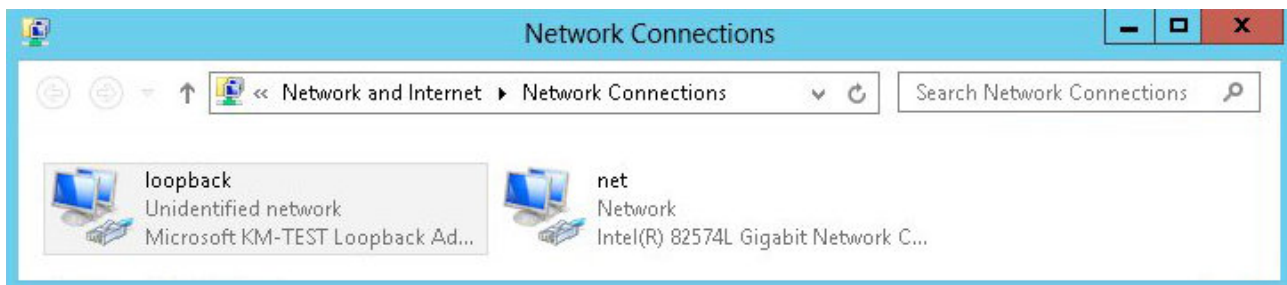 Network Connections
« Network and Internet ▸ Network Connections
Search Network Connections
loopback
Unidentified network
Microsoft KM-TEST Loopback Ad...
net
Network
Intel(R) 82574L Gigabit Network C...